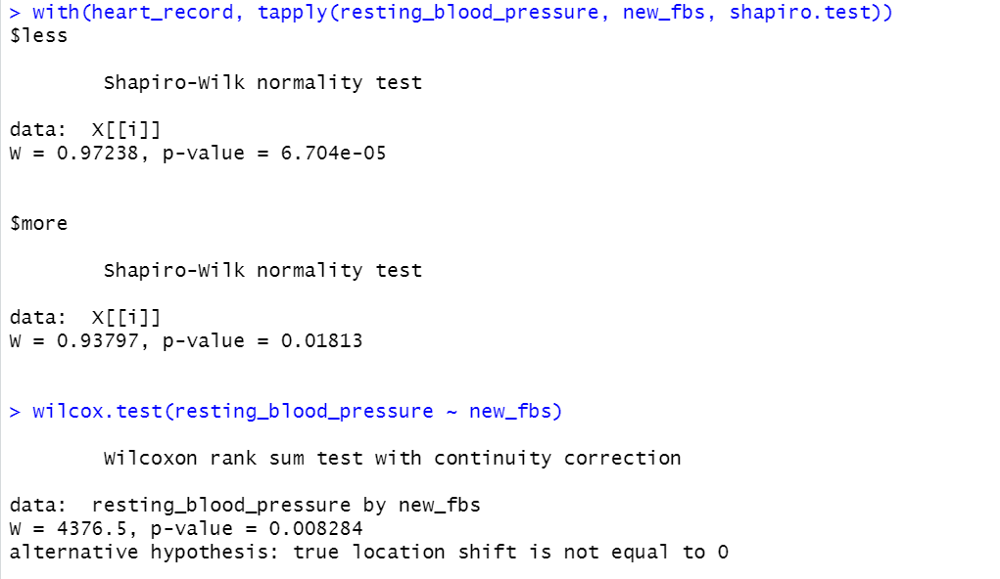 > with(heart_record, tapply(resting_blood_pressure, new_fbs, shapiro.test))
$less
Shapiro-Wilk normality test
data:  X[[i]]
W = 0.97238, p-value = 6.704e-05
$more
Shapiro-Wilk normality test
data:  X[[i]]
W = 0.93797, p-value = 0.01813
> wilcox.test(resting_blood_pressure ~ new_fbs)
Wilcoxon rank sum test with continuity correction
data:  resting_blood_pressure by new_fbs
W = 4376.5, p-value = 0.008284
alternative hypothesis: true location shift is not equal to 0